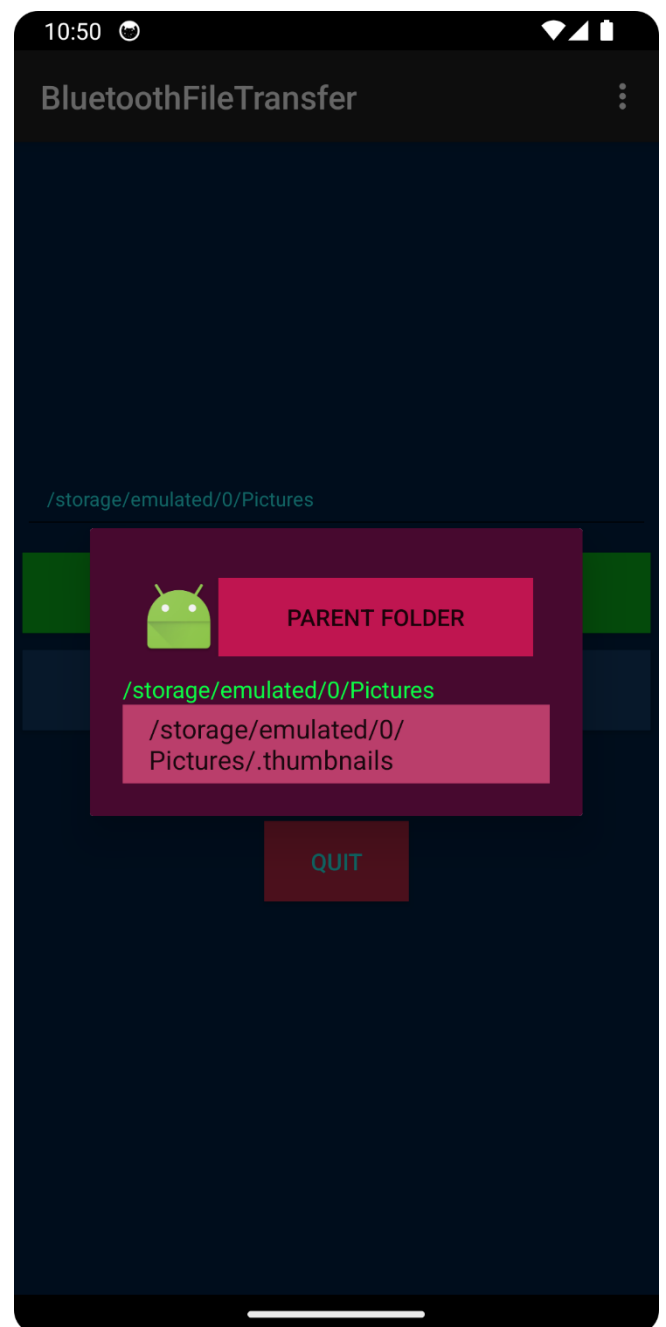 10:50
BluetoothFileTransfer
/storage/emulated/0/Pictures
PARENT FOLDER
/storage/emulated/0/Pictures
/storage/emulated/0/
Pictures/.thumbnails
QUIT